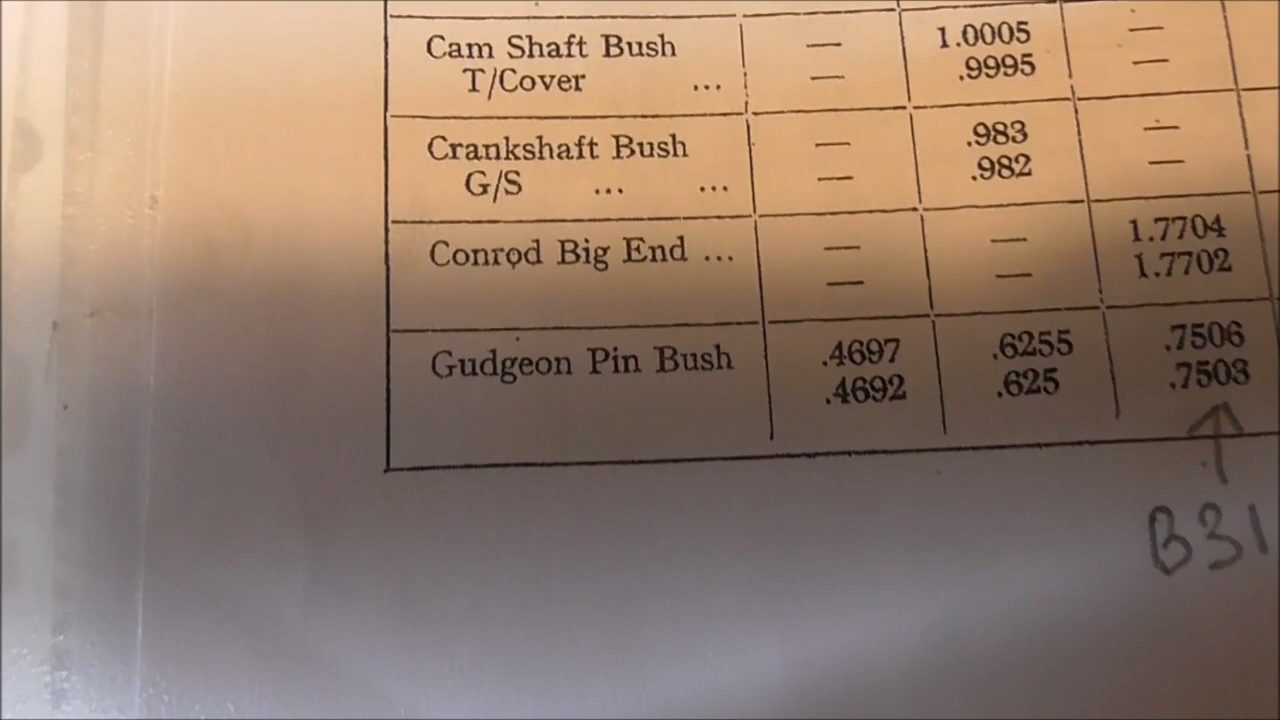 Cam Shaft Bush — 1.0005 —
T/Cover ... — .9995 —
Crankshaft Bush — .983 —
G/S ... ... — .982 —
Conrod Big End ... — — 1.7704
— — 1.7702
Gudgeon Pin Bush .4697 .6255 .7506
.4692 .625 .7503
B31